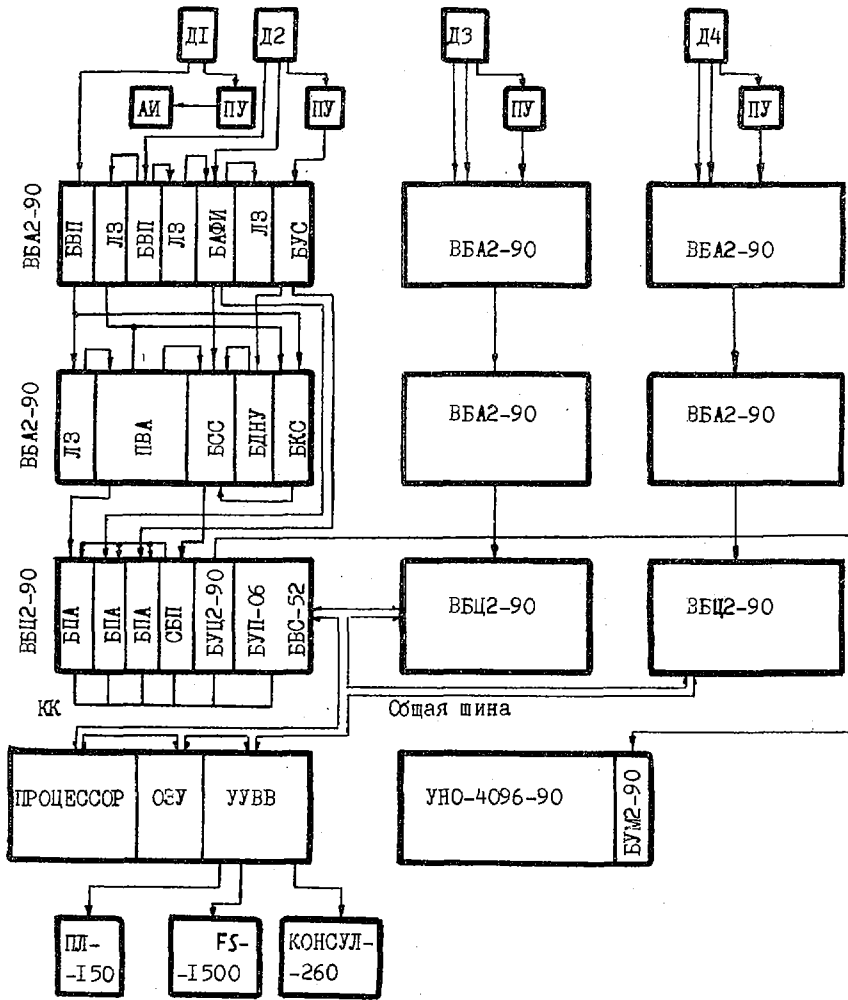 ДI
Д2
Д3
Д4
АИ
ПУ
ПУ
ПУ
ПУ
ВБА2-90
БВП
ЛЗ
БВП
ЛЗ
БАФИ
ЛЗ
БУС
ВБА2-90
ВБА2-90
ВБА2-90
ЛЗ
ПВА
БСС
БДНУ
БКС
ВБА2-90
ВБА2-90
ВБЦ2-90
БПА
БПА
БПА
СБП
БУЦ2-90
БУП-06
БВС-52
ВБЦ2-90
ВБЦ2-90
КК
Общая шина
ПРОЦЕССОР
ОЗУ
УУВВ
УНО-4096-90
БУМ2-90
ПЛ-
-I50
FS-
-I500
КОНСУЛ-
-260